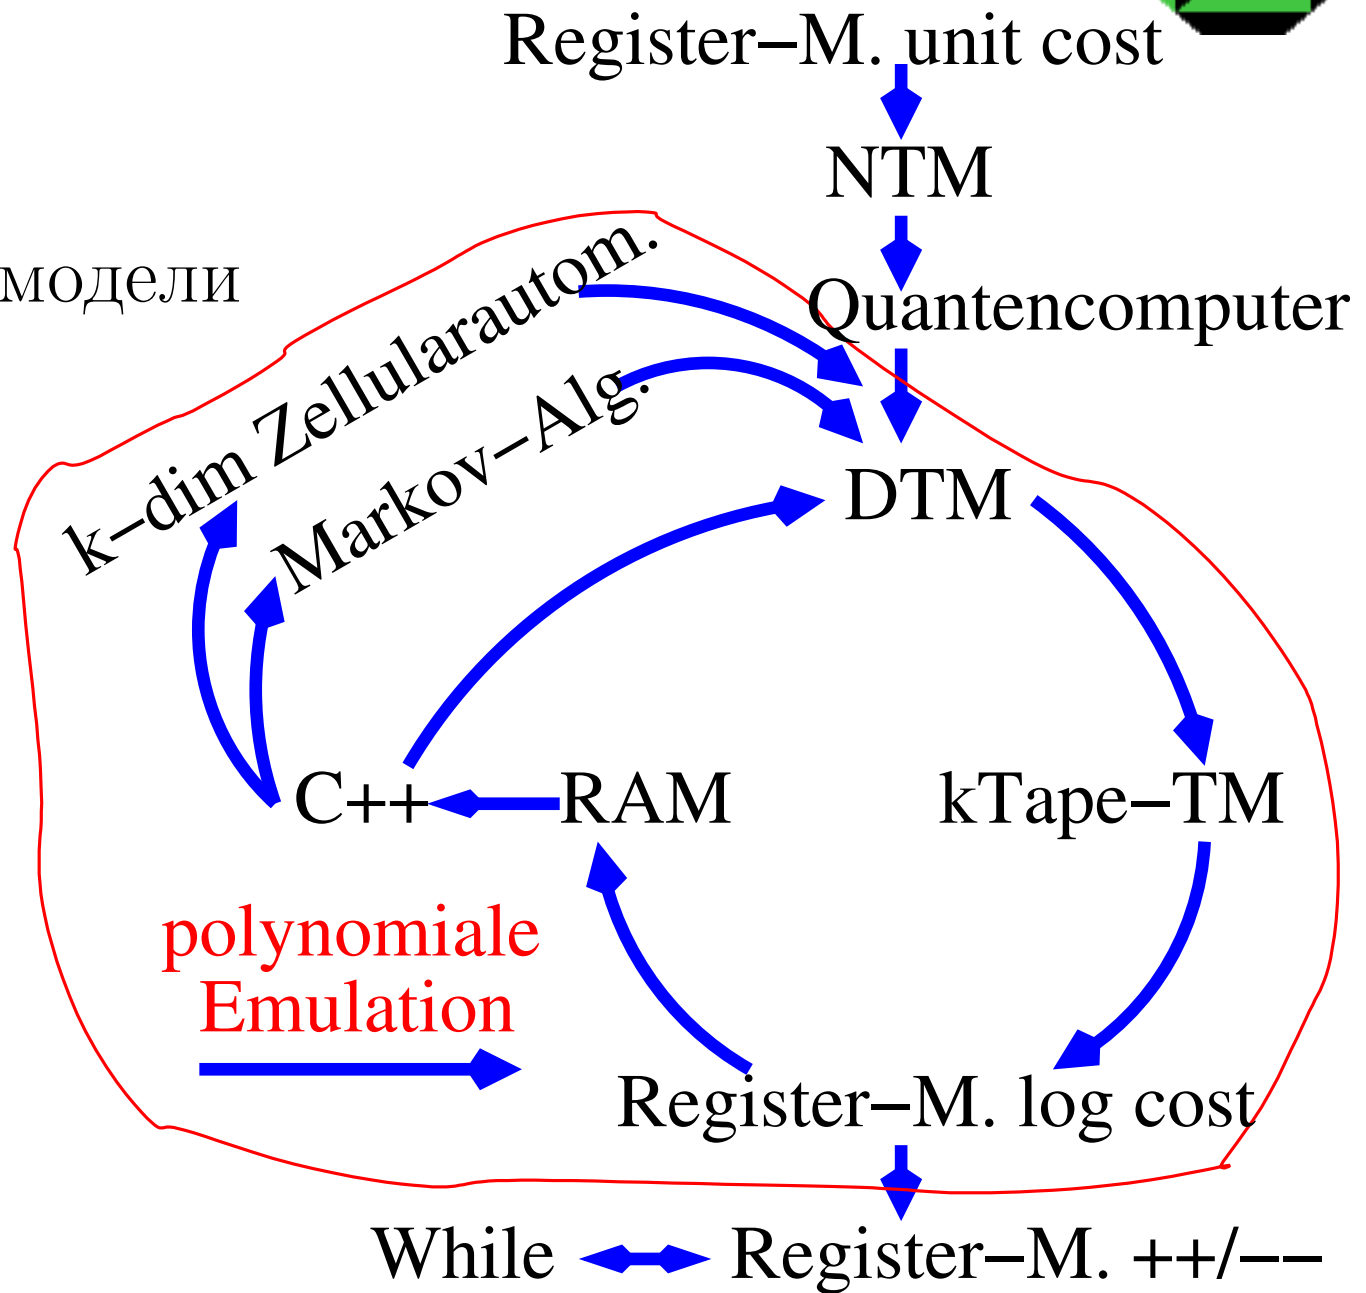 Register–M. unit cost
NTM
модели
Quantencomputer
k–dim Zellularautom.
Markov–Alg.
DTM
C++
RAM
kTape–TM
polynomiale
Emulation
Register–M. log cost
While
Register–M. ++/––